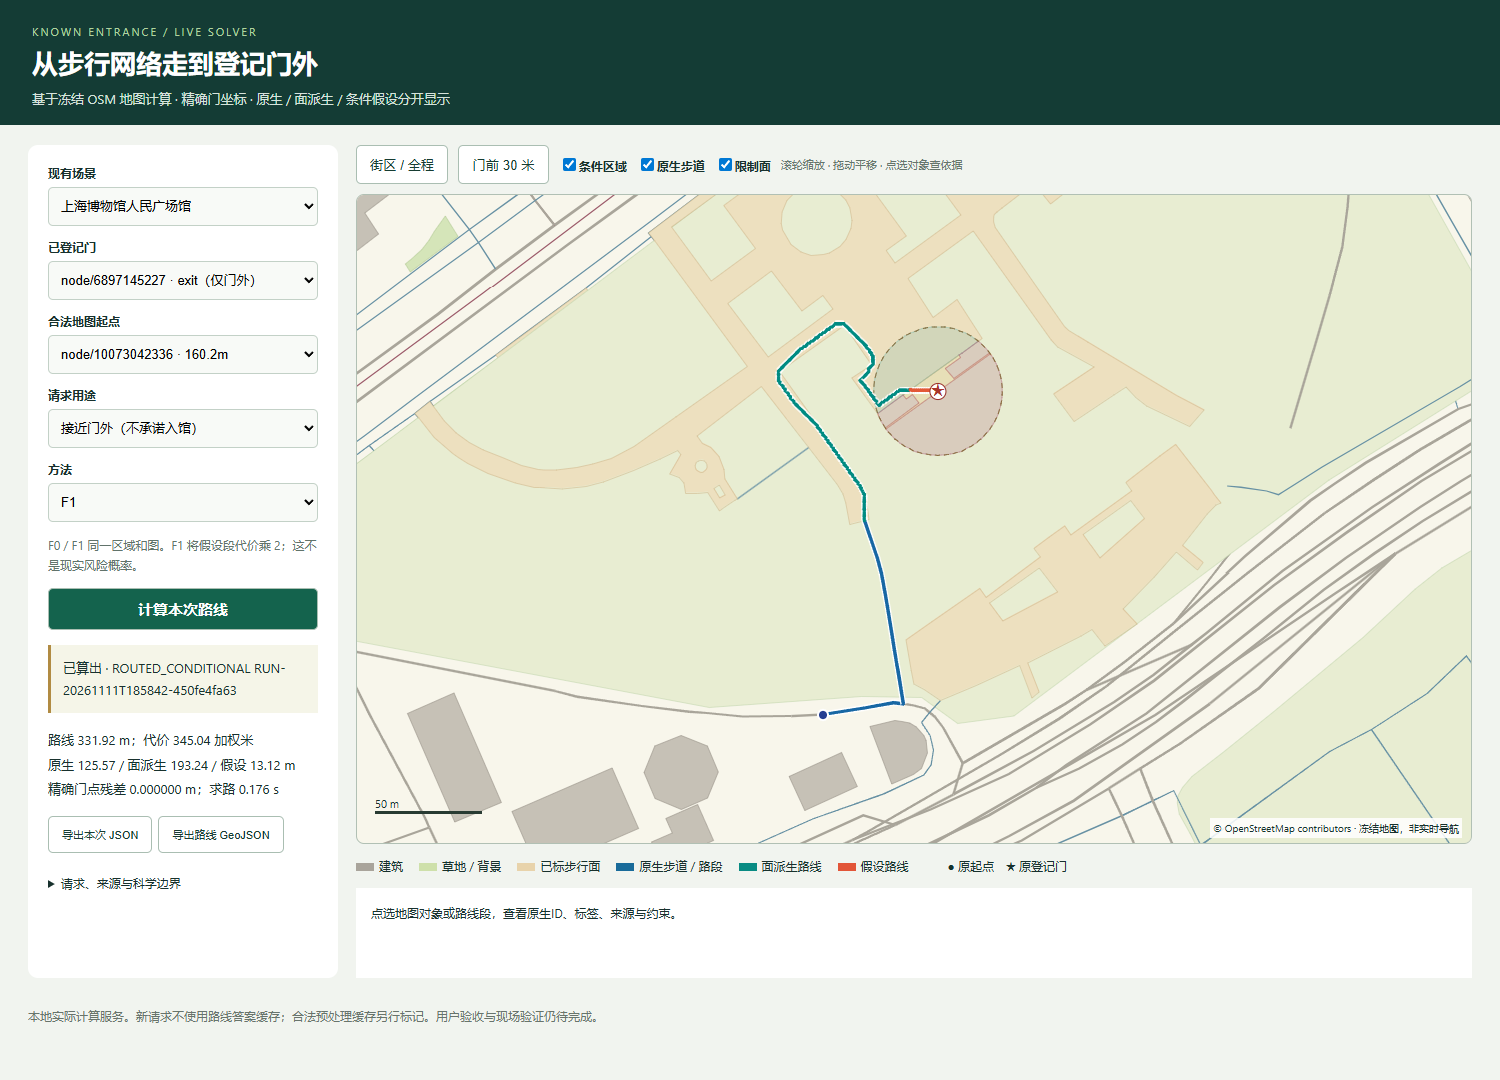 KNOWN ENTRANCE / LIVE SOLVER
从步行网络走到登记门外
基于冻结 OSM 地图计算 · 精确门坐标 · 原生 / 面派生 / 条件假设分开显示
现有场景
上海博物馆人民广场馆
已登记门
node/6897145227 · exit（仅门外）
合法地图起点
node/10073042336 · 160.2m
请求用途
接近门外（不承诺入馆）
方法
F1
F0 / F1 同一区域和图。F1 将假设段代价乘 2；这不
是现实风险概率。
计算本次路线
已算出 · ROUTED_CONDITIONAL RUN-
20261111T185842-450fe4fa63
路线 331.92 m；代价 345.04 加权米
原生 125.57 / 面派生 193.24 / 假设 13.12 m
精确门点残差 0.000000 m；求路 0.176 s
导出本次 JSON
导出路线 GeoJSON
▶ 请求、来源与科学边界
街区 / 全程
门前 30 米
条件区域
原生步道
限制面
滚轮缩放 · 拖动平移 · 点选对象查依据
50 m
© OpenStreetMap contributors · 冻结地图，非实时导航
建筑
草地 / 背景
已标步行面
原生步道 / 路段
面派生路线
假设路线
● 原起点
★ 原登记门
点选地图对象或路线段，查看原生ID、标签、来源与约束。
本地实际计算服务。新请求不使用路线答案缓存；合法预处理缓存另行标记。用户验收与现场验证仍待完成。